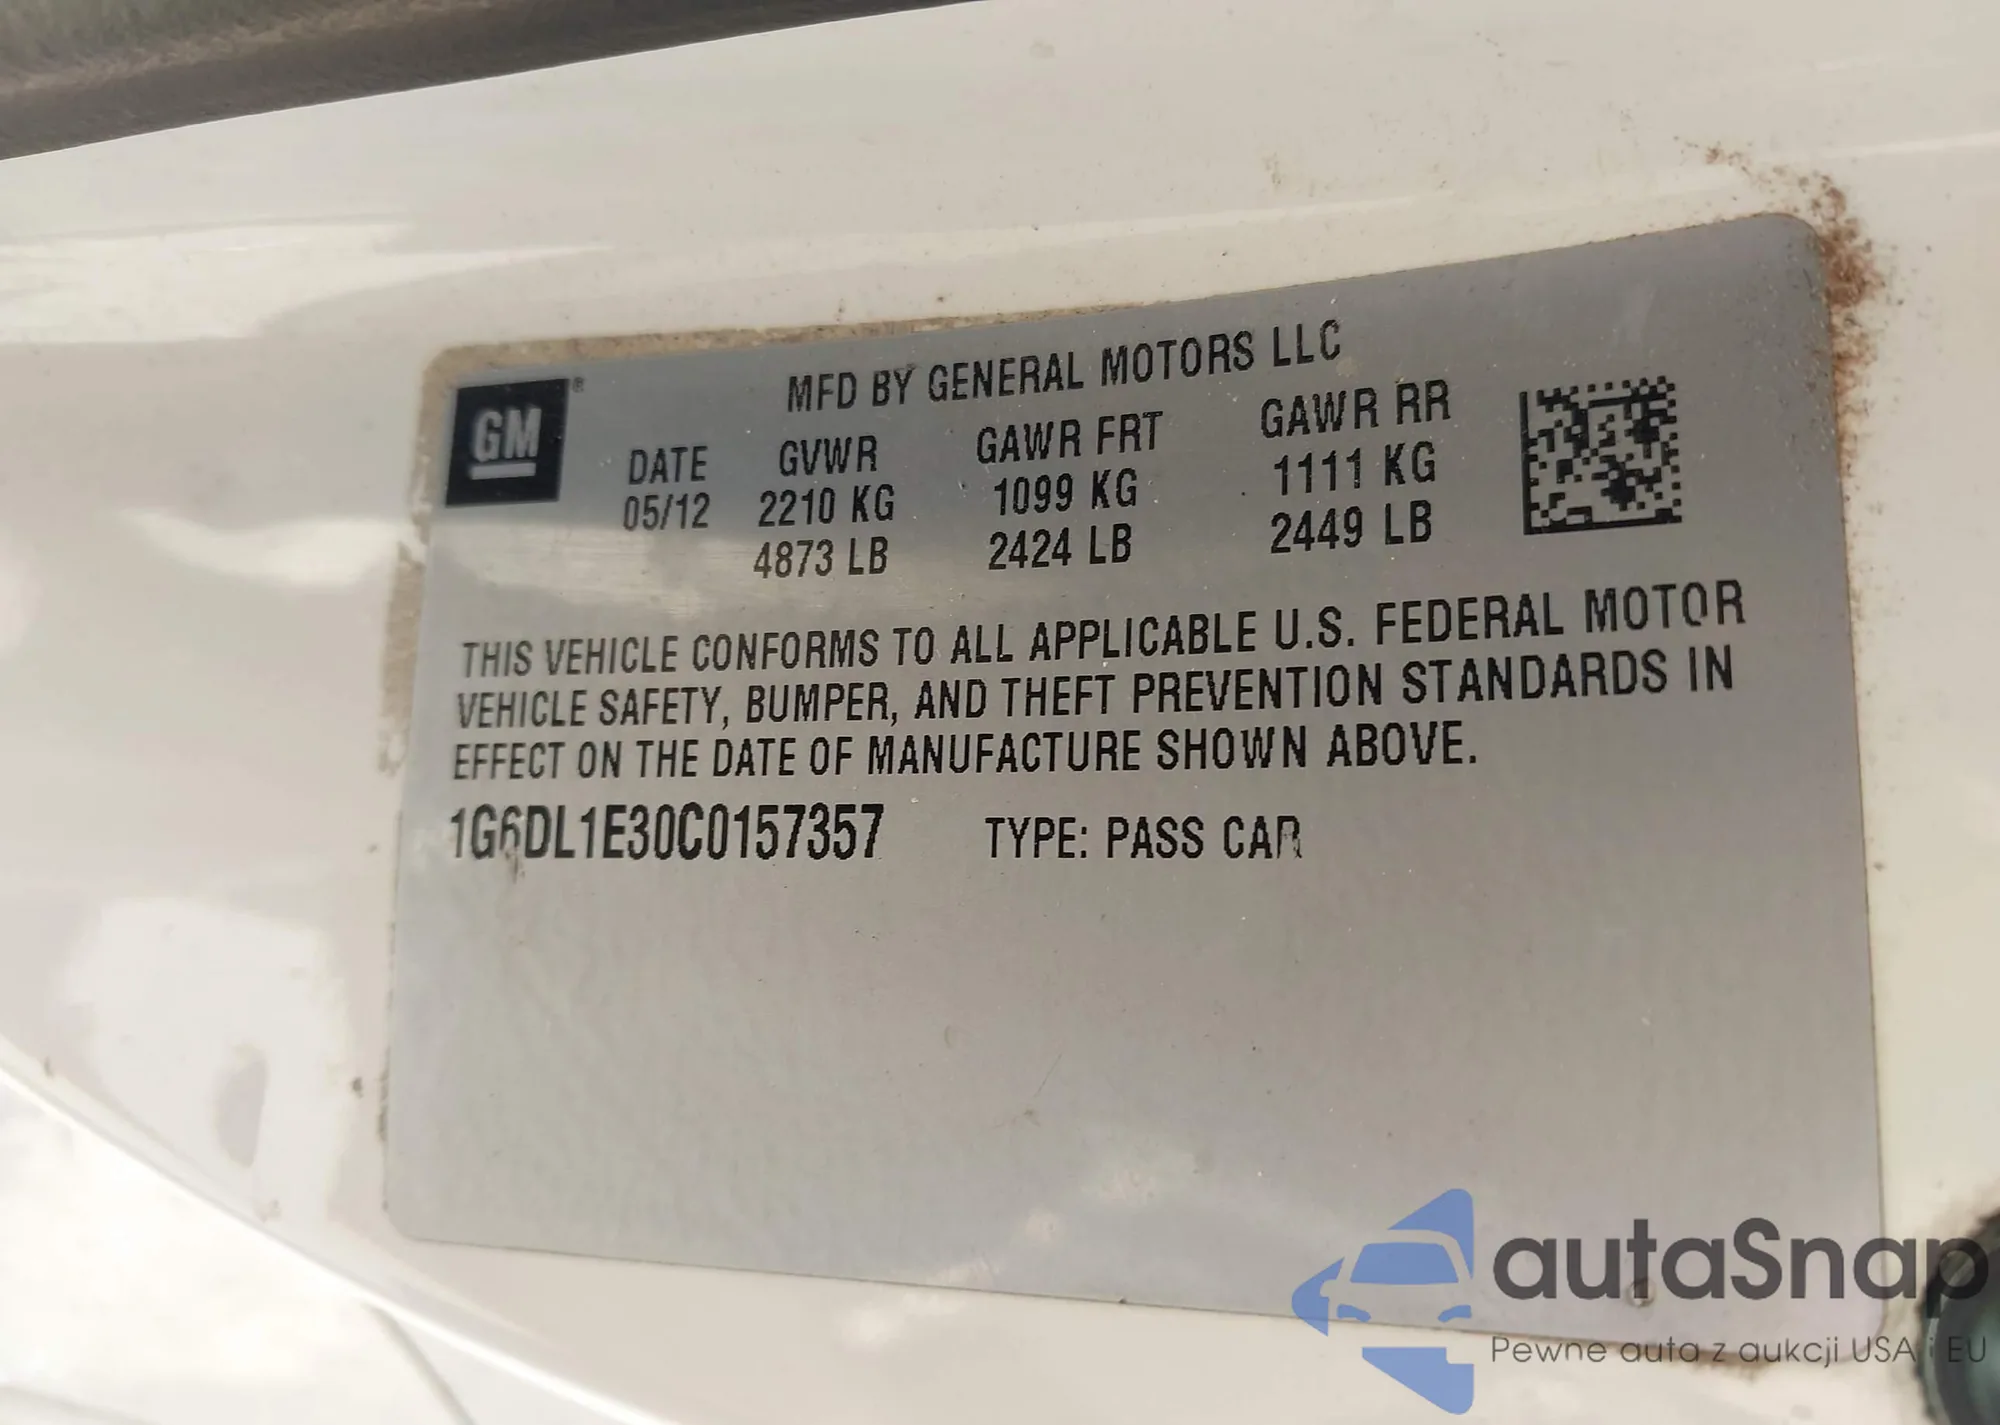 MFD BY GENERAL MOTORS LLC
GM®
DATE GVWR GAWR FRT GAWR RR
05/12 2210 KG 1099 KG 1111 KG
4873 LB 2424 LB 2449 LB
THIS VEHICLE CONFORMS TO ALL APPLICABLE U.S. FEDERAL MOTOR
VEHICLE SAFETY, BUMPER, AND THEFT PREVENTION STANDARDS IN
EFFECT ON THE DATE OF MANUFACTURE SHOWN ABOVE.
1G6DL1E30C0157357 TYPE: PASS CAR
autaSnap
Pewne auta z aukcji USA i EU